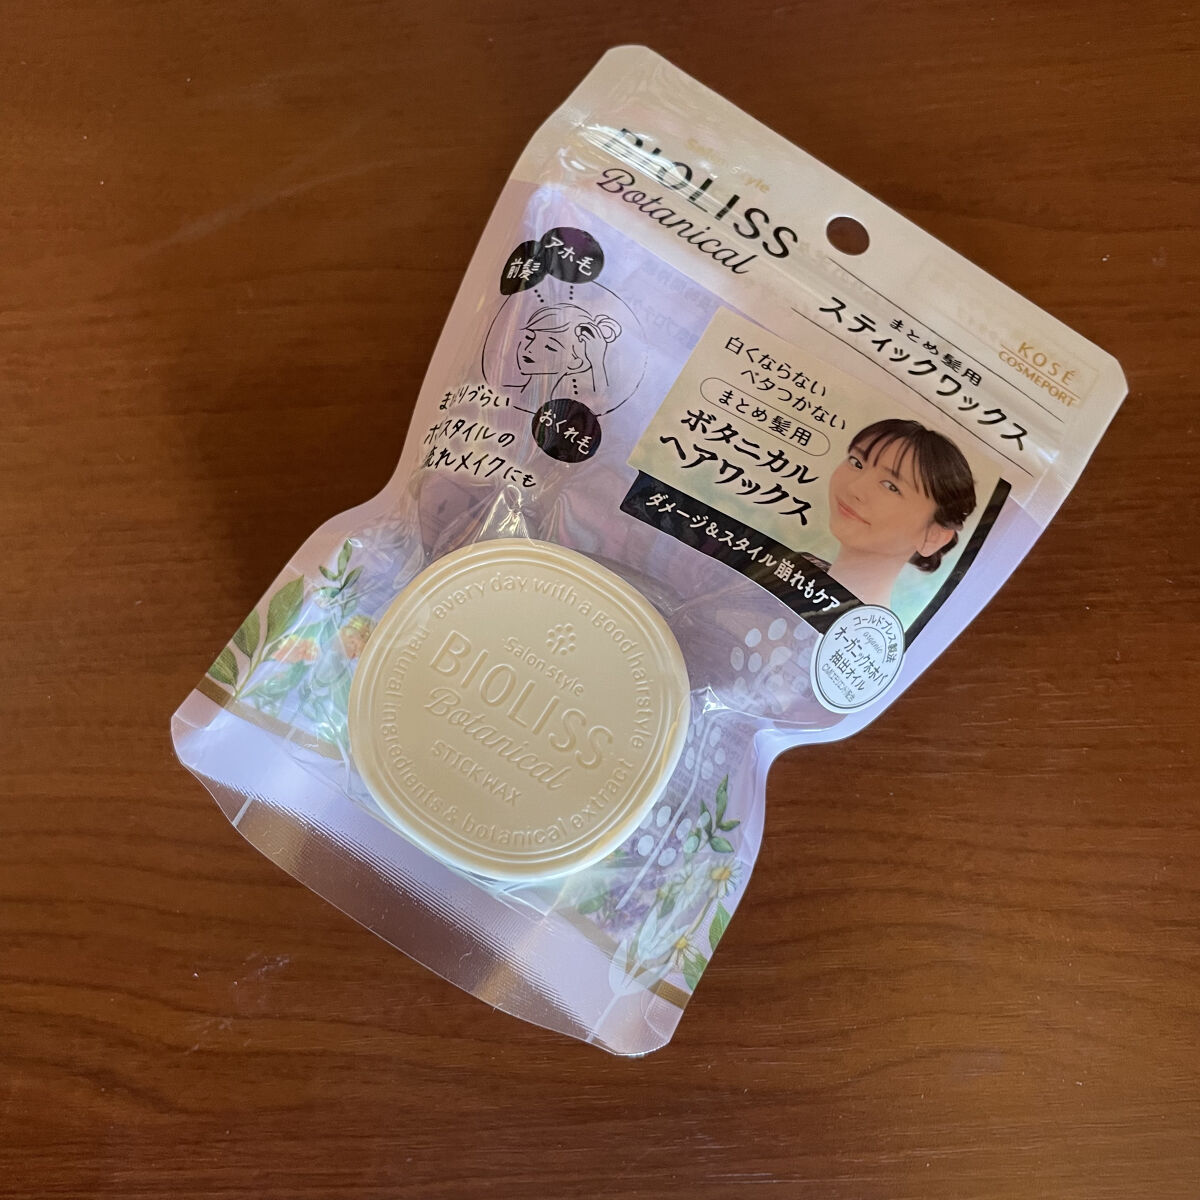 Salon style
BIOLISS
Botanical
まとめ髪用
スティックワックス
KOSÉ
COSMEPORT
アホ毛
前髪
おくれ毛
まとまりづらい
ボブスタイルの
毛流れメイクにも
白くならない
ベタつかない
まとめ髪用
ボタニカル
ヘアワックス
ダメージ&スタイル崩れもケア
コールドプレス製法
organic
オーガニックホホバ
抽出オイル
every day with a good hairstyle
Salon style
BIOLISS
Botanical
STICK WAX
natural ingredients & botanical extract